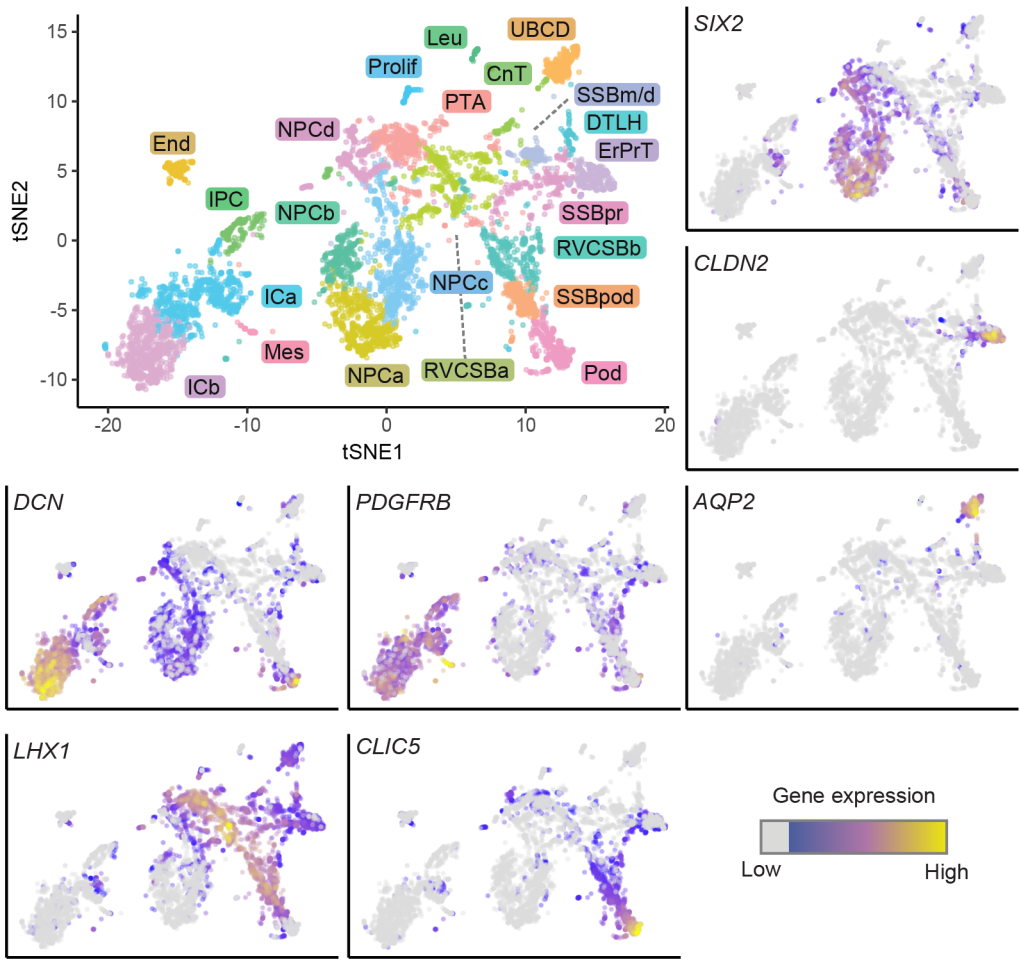 SIX2
15
10
5
0
-5
-10
tSNE2
-20
-10
0
10
20
tSNE1
Leu
UBCD
Prolif
CnT
PTA
SSBm/d
NPCd
DTLH
End
ErPrT
IPC
NPCb
SSBpr
RVCSBb
ICa
NPCc
SSBpod
Mes
NPCa
RVCSBa
Pod
ICb
CLDN2
DCN
PDGFRB
AQP2
LHX1
CLIC5
Gene expression
Low
High